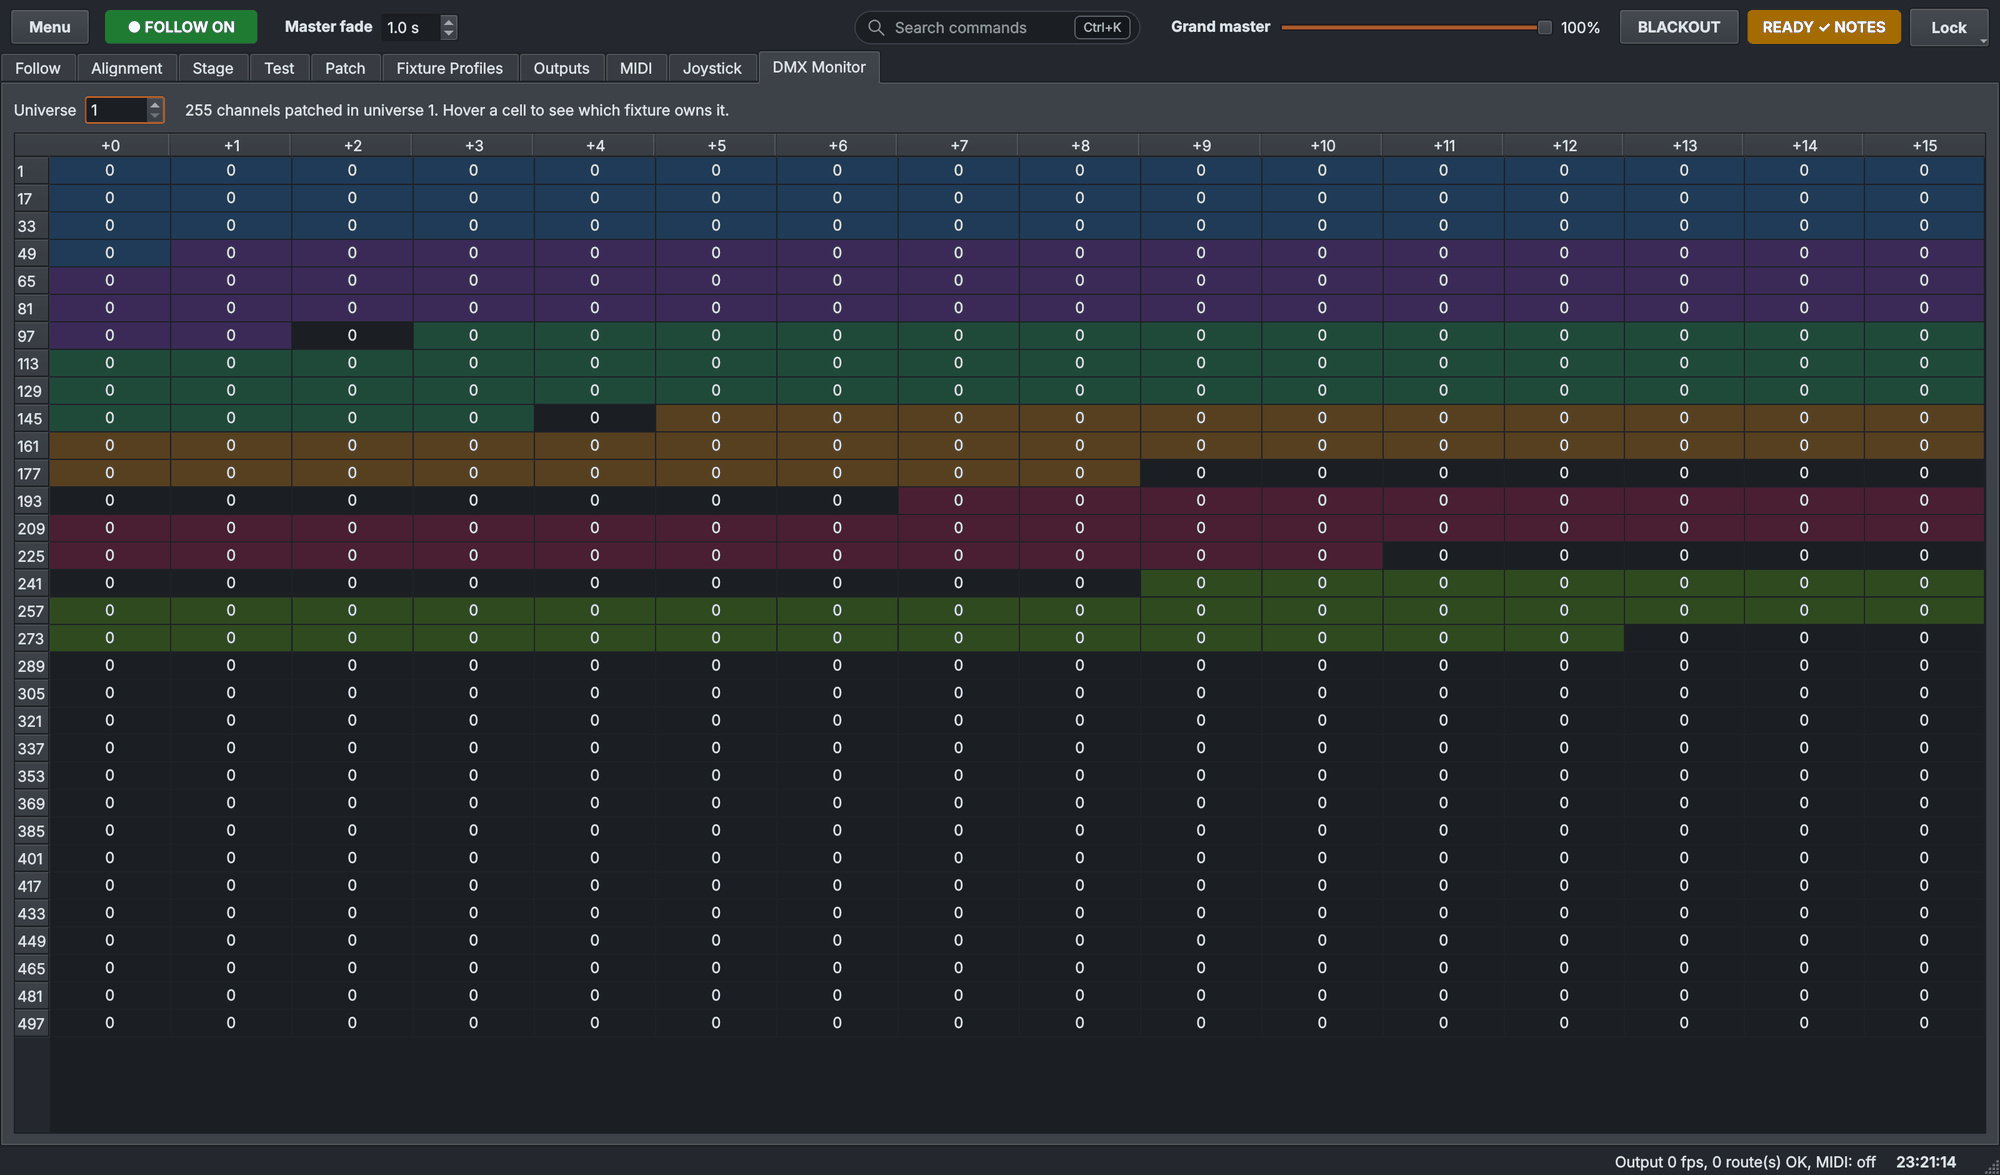 Menu FOLLOW ON Master fade 1.0 s Search commands Ctrl+K Grand master 100% BLACKOUT READY ✓ NOTES Lock
Follow Alignment Stage Test Patch Fixture Profiles Outputs MIDI Joystick DMX Monitor
Universe 1 255 channels patched in universe 1. Hover a cell to see which fixture owns it.
+0 +1 +2 +3 +4 +5 +6 +7 +8 +9 +10 +11 +12 +13 +14 +15
1 0 0 0 0 0 0 0 0 0 0 0 0 0 0 0 0
17 0 0 0 0 0 0 0 0 0 0 0 0 0 0 0 0
33 0 0 0 0 0 0 0 0 0 0 0 0 0 0 0 0
49 0 0 0 0 0 0 0 0 0 0 0 0 0 0 0 0
65 0 0 0 0 0 0 0 0 0 0 0 0 0 0 0 0
81 0 0 0 0 0 0 0 0 0 0 0 0 0 0 0 0
97 0 0 0 0 0 0 0 0 0 0 0 0 0 0 0 0
113 0 0 0 0 0 0 0 0 0 0 0 0 0 0 0 0
129 0 0 0 0 0 0 0 0 0 0 0 0 0 0 0 0
145 0 0 0 0 0 0 0 0 0 0 0 0 0 0 0 0
161 0 0 0 0 0 0 0 0 0 0 0 0 0 0 0 0
177 0 0 0 0 0 0 0 0 0 0 0 0 0 0 0 0
193 0 0 0 0 0 0 0 0 0 0 0 0 0 0 0 0
209 0 0 0 0 0 0 0 0 0 0 0 0 0 0 0 0
225 0 0 0 0 0 0 0 0 0 0 0 0 0 0 0 0
241 0 0 0 0 0 0 0 0 0 0 0 0 0 0 0 0
257 0 0 0 0 0 0 0 0 0 0 0 0 0 0 0 0
273 0 0 0 0 0 0 0 0 0 0 0 0 0 0 0 0
289 0 0 0 0 0 0 0 0 0 0 0 0 0 0 0 0
305 0 0 0 0 0 0 0 0 0 0 0 0 0 0 0 0
321 0 0 0 0 0 0 0 0 0 0 0 0 0 0 0 0
337 0 0 0 0 0 0 0 0 0 0 0 0 0 0 0 0
353 0 0 0 0 0 0 0 0 0 0 0 0 0 0 0 0
369 0 0 0 0 0 0 0 0 0 0 0 0 0 0 0 0
385 0 0 0 0 0 0 0 0 0 0 0 0 0 0 0 0
401 0 0 0 0 0 0 0 0 0 0 0 0 0 0 0 0
417 0 0 0 0 0 0 0 0 0 0 0 0 0 0 0 0
433 0 0 0 0 0 0 0 0 0 0 0 0 0 0 0 0
449 0 0 0 0 0 0 0 0 0 0 0 0 0 0 0 0
465 0 0 0 0 0 0 0 0 0 0 0 0 0 0 0 0
481 0 0 0 0 0 0 0 0 0 0 0 0 0 0 0 0
497 0 0 0 0 0 0 0 0 0 0 0 0 0 0 0 0
Output 0 fps, 0 route(s) OK, MIDI: off 23:21:14